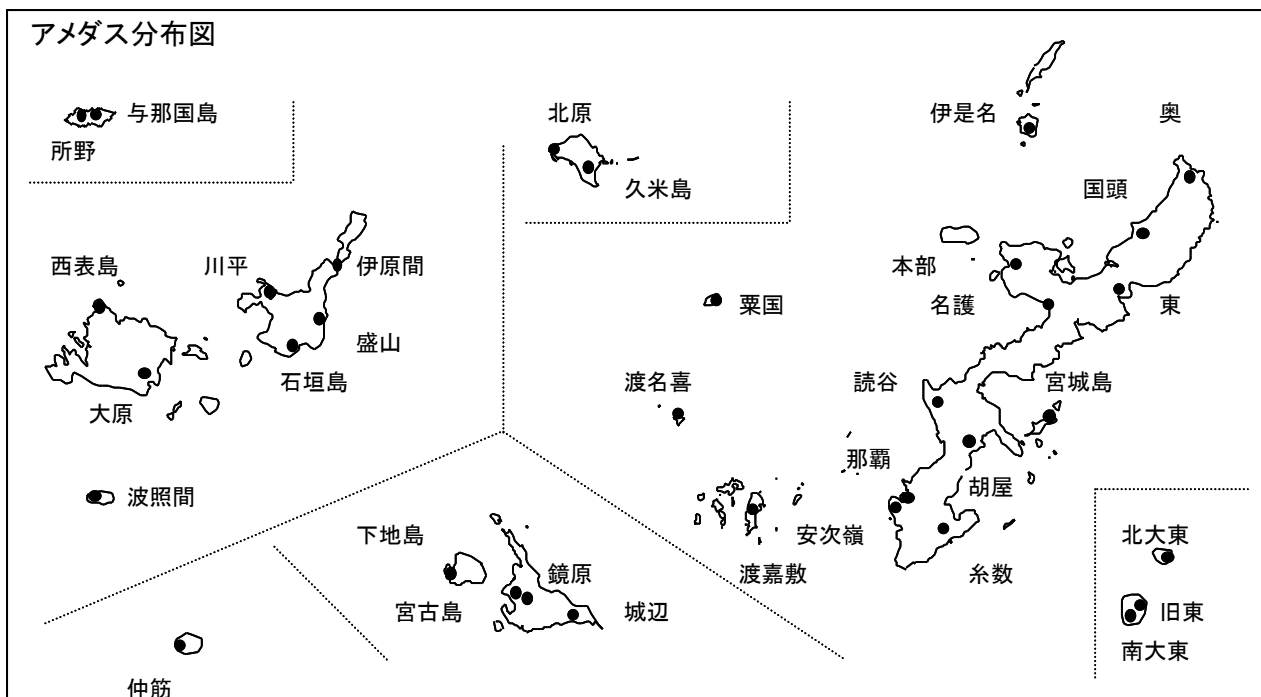 アメダス分布図
与那国島
所野
北原
久米島
伊是名
奥
国頭
西表島
川平
伊原間
本部
粟国
名護
東
盛山
石垣島
大原
渡名喜
読谷
宮城島
那覇
胡屋
波照間
下地島
鏡原
安次嶺
北大東
渡嘉敷
糸数
宮古島
城辺
旧東
南大東
仲筋